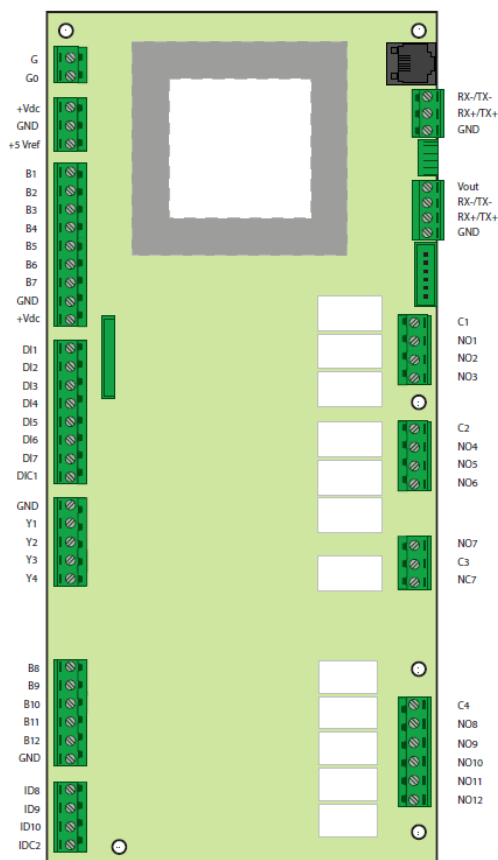 G
G0
+Vdc
GND
+5 Vref
B1
B2
B3
B4
B5
B6
B7
GND
+Vdc
DI1
DI2
DI3
DI4
DI5
DI6
DI7
DIC1
GND
Y1
Y2
Y3
Y4
B8
B9
B10
B11
B12
GND
ID8
ID9
ID10
IDC2
RX-/TX-
RX+/TX+
GND
Vout
RX-/TX-
RX+/TX+
GND
C1
NO1
NO2
NO3
C2
NO4
NO5
NO6
NO7
C3
NC7
C4
NO8
NO9
NO10
NO11
NO12